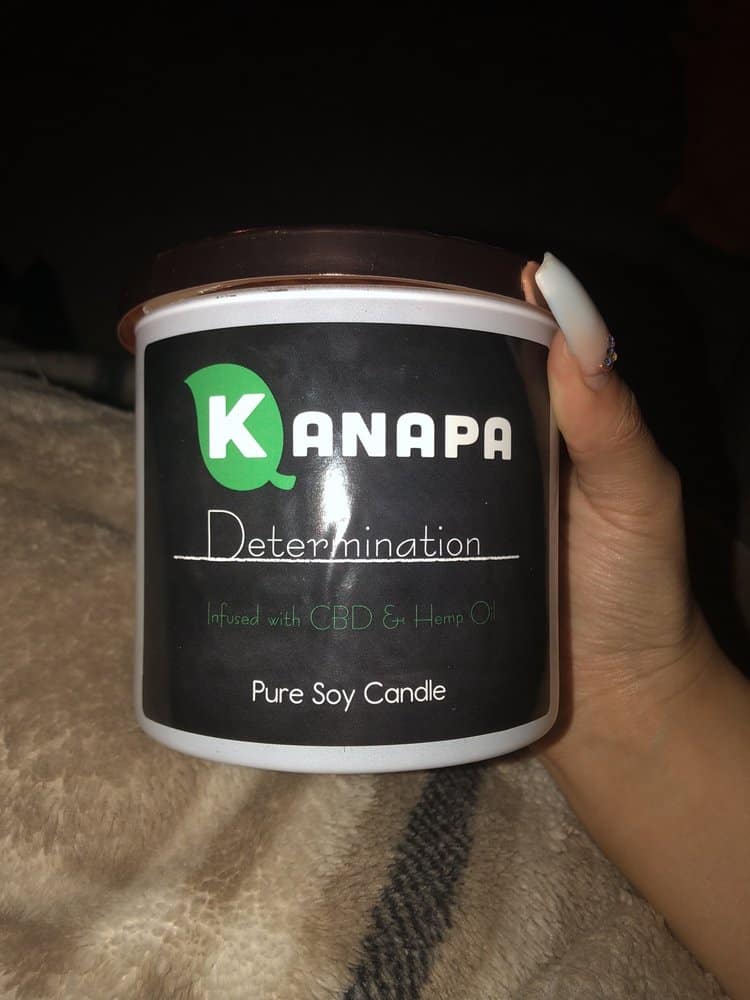 KANAPA
Determination
Infused with CBD & Hemp Oil
Pure Soy Candle